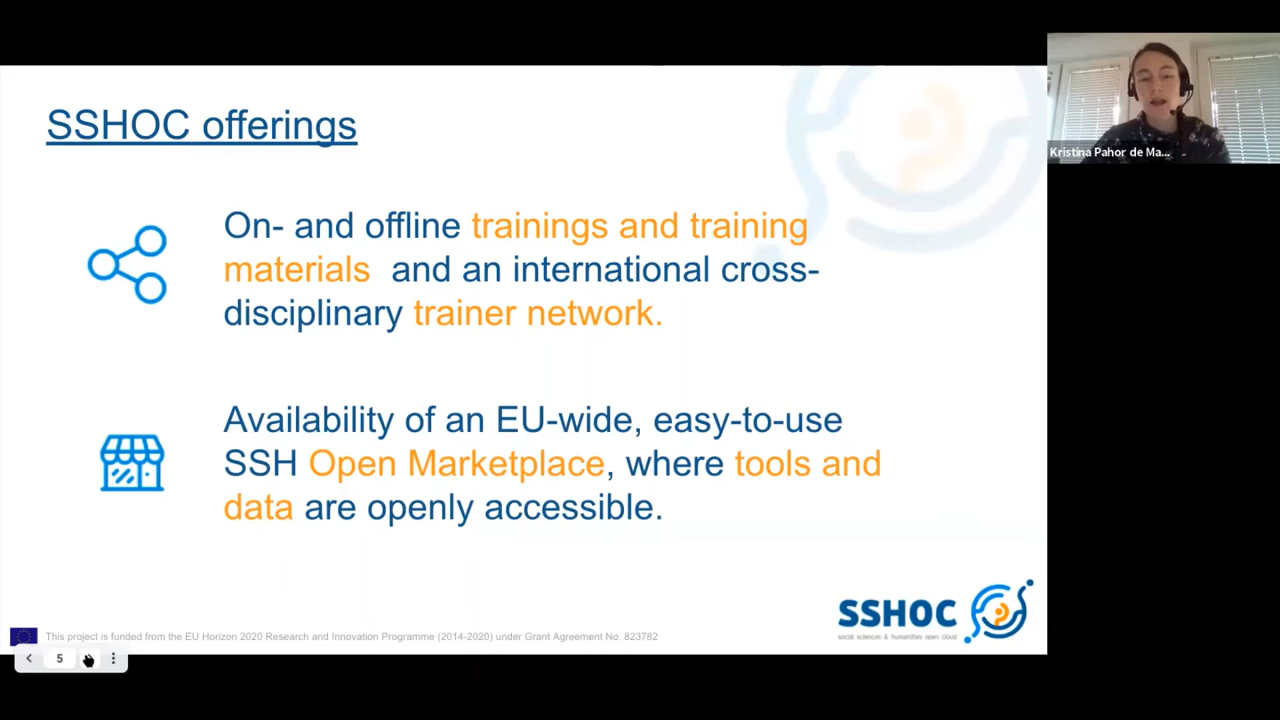 SSHOC offerings
On- and offline trainings and training
materials and an international cross-
disciplinary trainer network.
Availability of an EU-wide, easy-to-use
SSH Open Marketplace, where tools and
data are openly accessible.
SSHOC
social sciences & humanities open cloud
This project is funded from the EU Horizon 2020 Research and Innovation Programme (2014-2020) under Grant Agreement No. 823782
5
Kristina Pahor de Ma...